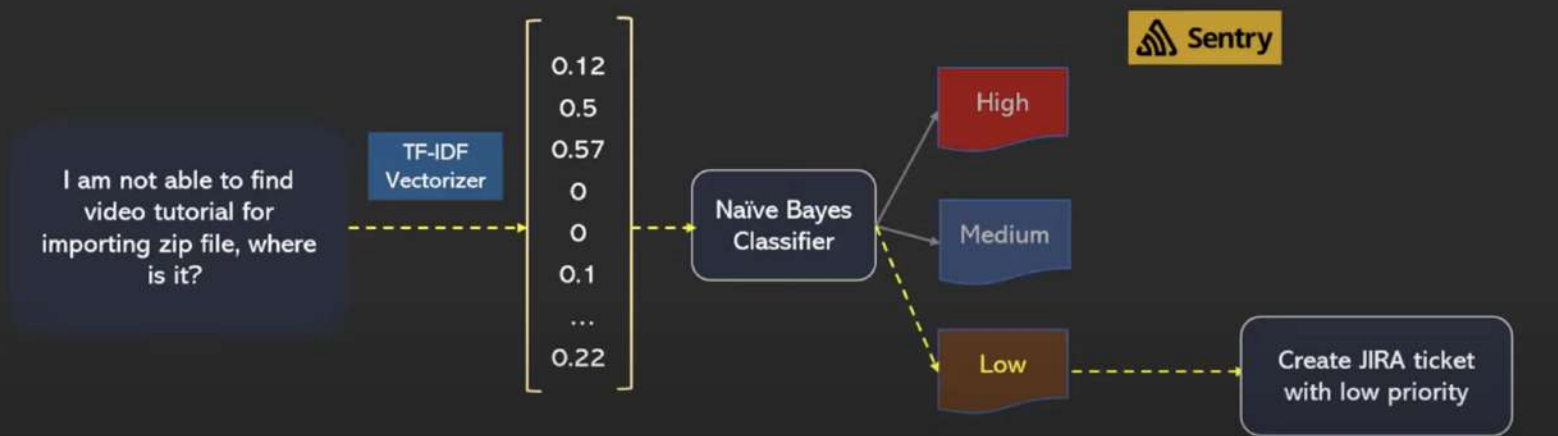 I am not able to find
video tutorial for
importing zip file, where
is it?
TF-IDF
Vectorizer
0.12
0.5
0.57
0
0
0.1
...
0.22
Naïve Bayes
Classifier
High
Medium
Low
Sentry
Create JIRA ticket
with low priority